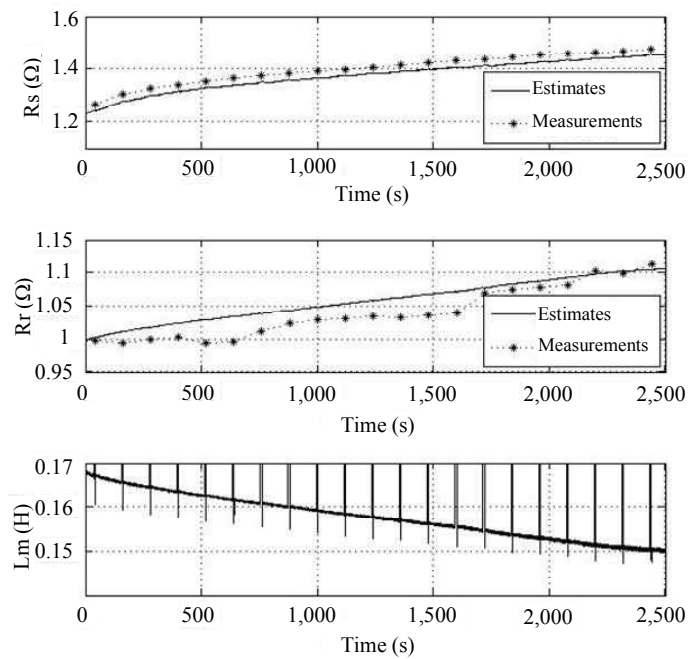 1.6
1.4
1.2
Rs (Ω)
Estimates
Measurements
0 500 1,000 1,500 2,000 2,500
Time (s)
1.15
1.10
1.05
1
0.95
Rr (Ω)
Estimates
Measurements
0 500 1,000 1,500 2,000 2,500
Time (s)
0.17
0.16
0.15
Lm (H)
0 500 1,000 1,500 2,000 2,500
Time (s)